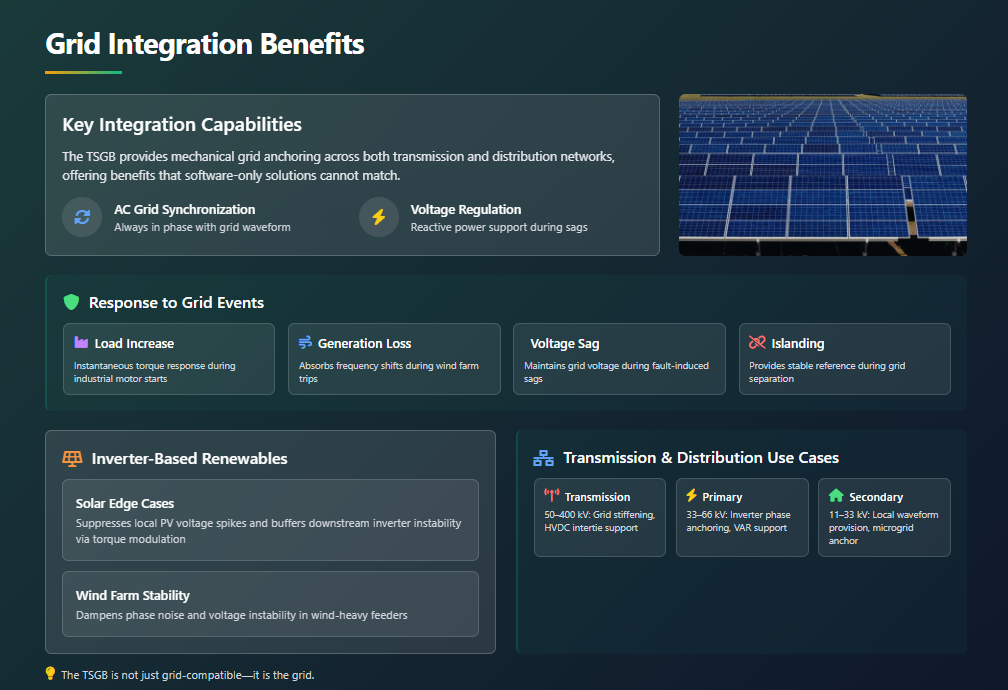 Grid Integration Benefits
Key Integration Capabilities
The TSGB provides mechanical grid anchoring across both transmission and distribution networks,
offering benefits that software-only solutions cannot match.
AC Grid Synchronization
Always in phase with grid waveform
Voltage Regulation
Reactive power support during sags
Response to Grid Events
Load Increase
Instantaneous torque response during
industrial motor starts
Generation Loss
Absorbs frequency shifts during wind farm
trips
Voltage Sag
Maintains grid voltage during fault-induced
sags
Islanding
Provides stable reference during grid
separation
Inverter-Based Renewables
Solar Edge Cases
Suppresses local PV voltage spikes and buffers downstream inverter instability
via torque modulation
Wind Farm Stability
Dampens phase noise and voltage instability in wind-heavy feeders
Transmission & Distribution Use Cases
Transmission
50–400 kV: Grid stiffening,
HVDC intertie support
Primary
33–66 kV: Inverter phase
anchoring, VAR support
Secondary
11–33 kV: Local waveform
provision, microgrid
anchor
The TSGB is not just grid-compatible—it is the grid.